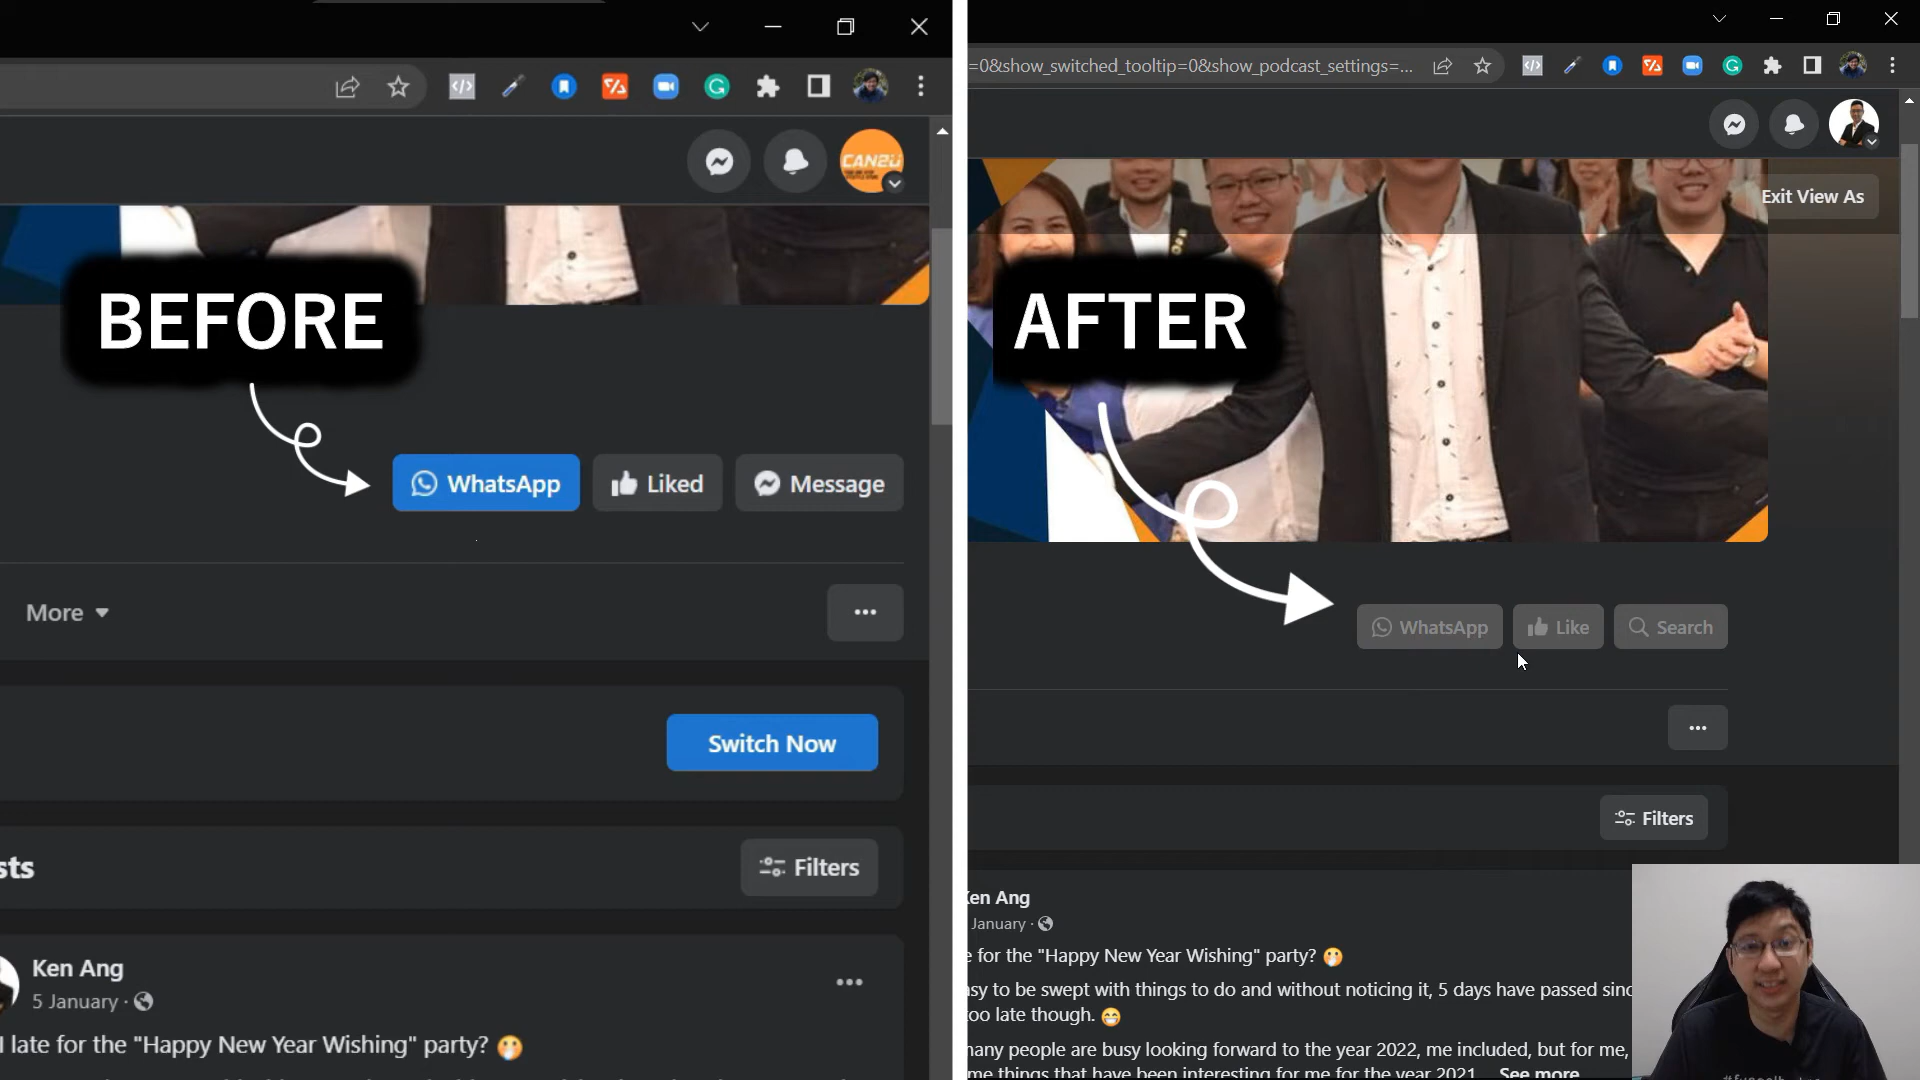 CAN2U
BEFORE
WhatsApp
Liked
Message
More
Switch Now
sts
Filters
Ken Ang
5 January ·
I late for the "Happy New Year Wishing" party? 🤭
=0&show_switched_tooltip=0&show_podcast_settings=...
Exit View As
AFTER
WhatsApp
Like
Search
Filters
Ken Ang
January ·
e for the "Happy New Year Wishing" party? 🤭
asy to be swept with things to do and without noticing it, 5 days have passed sinc
too late though. 😁
many people are busy looking forward to the year 2022, me included, but for me,
me things that have been interesting for me for the year 2021... See more